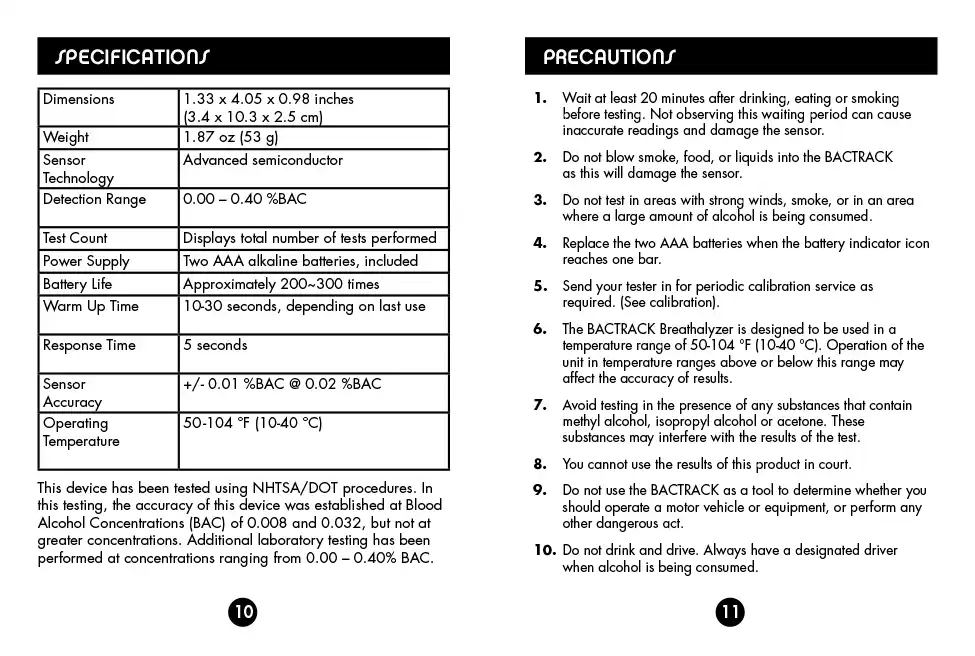 SPECIFICATIONS
Dimensions 1.33 x 4.05 x 0.98 inches
(3.4 x 10.3 x 2.5 cm)
Weight 1.87 oz (53 g)
Sensor Advanced semiconductor
Technology
Detection Range 0.00 – 0.40 %BAC
Test Count Displays total number of tests performed
Power Supply Two AAA alkaline batteries, included
Battery Life Approximately 200~300 times
Warm Up Time 10-30 seconds, depending on last use
Response Time 5 seconds
Sensor +/- 0.01 %BAC @ 0.02 %BAC
Accuracy
Operating 50-104 °F (10-40 °C)
Temperature
This device has been tested using NHTSA/DOT procedures. In
this testing, the accuracy of this device was established at Blood
Alcohol Concentrations (BAC) of 0.008 and 0.032, but not at
greater concentrations. Additional laboratory testing has been
performed at concentrations ranging from 0.00 – 0.40% BAC.
10
PRECAUTIONS
1. Wait at least 20 minutes after drinking, eating or smoking
before testing. Not observing this waiting period can cause
inaccurate readings and damage the sensor.
2. Do not blow smoke, food, or liquids into the BACTRACK
as this will damage the sensor.
3. Do not test in areas with strong winds, smoke, or in an area
where a large amount of alcohol is being consumed.
4. Replace the two AAA batteries when the battery indicator icon
reaches one bar.
5. Send your tester in for periodic calibration service as
required. (See calibration).
6. The BACTRACK Breathalyzer is designed to be used in a
temperature range of 50-104 °F (10-40 °C). Operation of the
unit in temperature ranges above or below this range may
affect the accuracy of results.
7. Avoid testing in the presence of any substances that contain
methyl alcohol, isopropyl alcohol or acetone. These
substances may interfere with the results of the test.
8. You cannot use the results of this product in court.
9. Do not use the BACTRACK as a tool to determine whether you
should operate a motor vehicle or equipment, or perform any
other dangerous act.
10. Do not drink and drive. Always have a designated driver
when alcohol is being consumed.
11